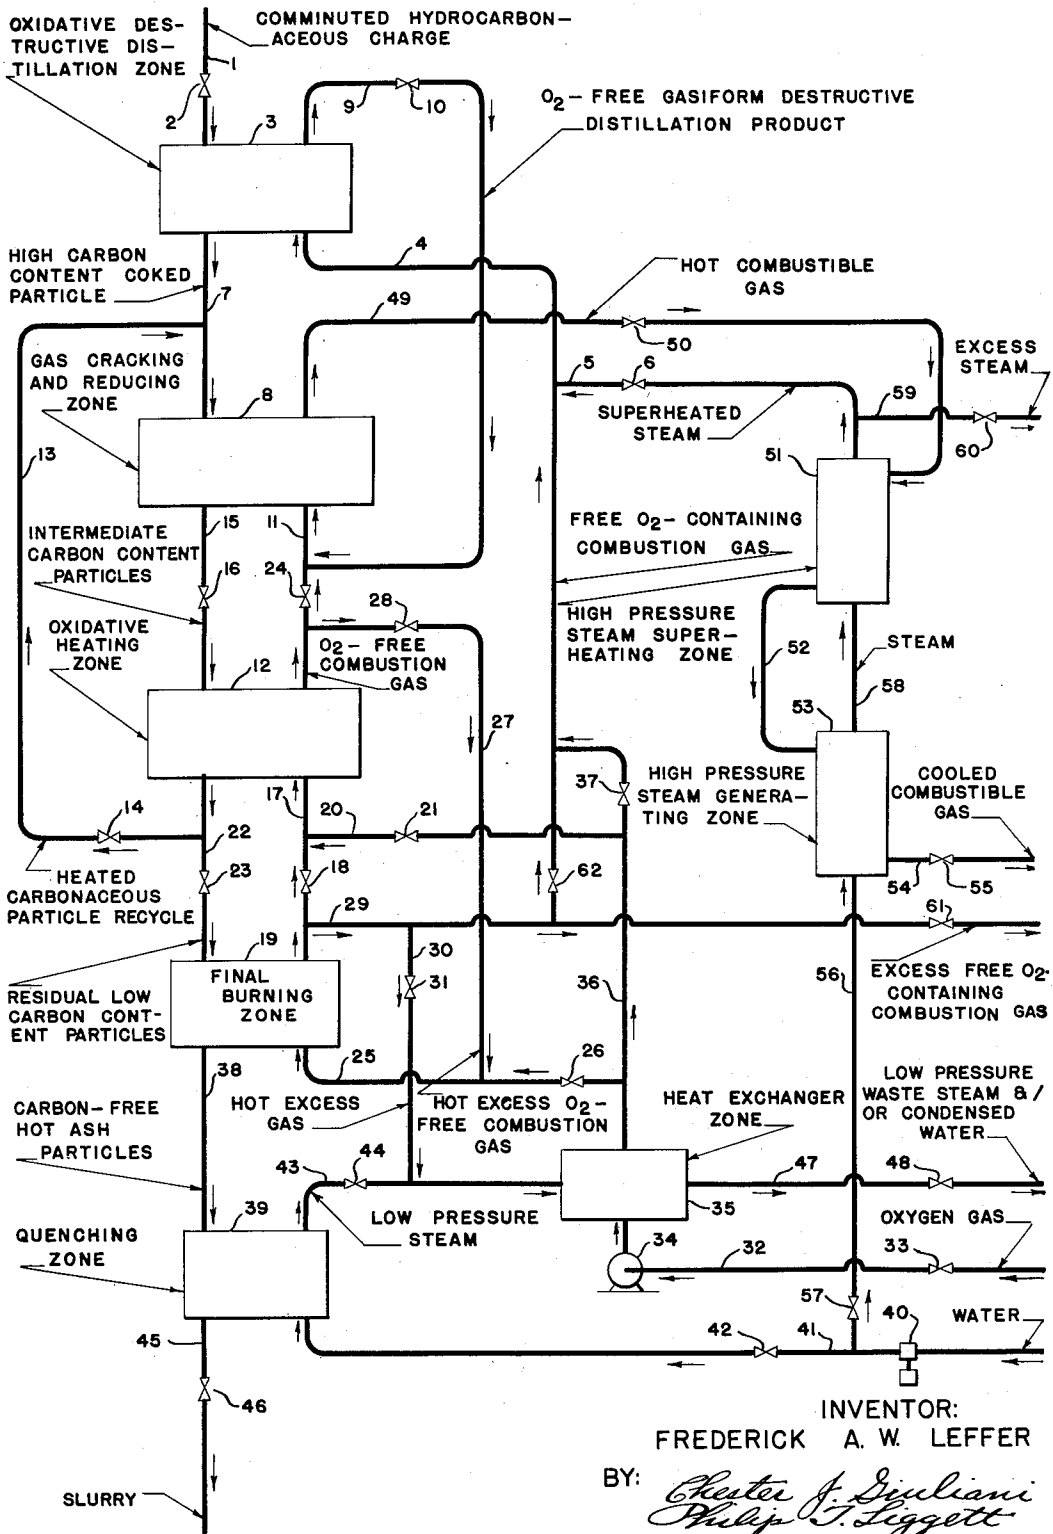 OXIDATIVE DES-
TRUCTIVE DIS-
TILLATION ZONE
COMMINUTED HYDROCARBON-
ACEOUS CHARGE
1
2
3
9
10
O2-FREE GASIFORM DESTRUCTIVE
DISTILLATION PRODUCT
4
HIGH CARBON
CONTENT COKED
PARTICLE
7
HOT COMBUSTIBLE
GAS
49
50
GAS CRACKING
AND REDUCING
ZONE
8
5
6
SUPERHEATED
STEAM
EXCESS
STEAM
59
60
13
51
INTERMEDIATE
CARBON CONTENT
PARTICLES
15
11
16
24
FREE O2-CONTAINING
COMBUSTION GAS
28
OXIDATIVE
HEATING
ZONE
12
O2-FREE
COMBUSTION
GAS
HIGH PRESSURE
STEAM SUPER-
HEATING ZONE
52
STEAM
58
27
53
14
22
23
17
20
21
18
37
HIGH PRESSURE
STEAM GENERA-
TING ZONE
COOLED
COMBUSTIBLE
GAS
54
55
HEATED
CARBONACEOUS
PARTICLE RECYCLE
62
29
61
19
FINAL
BURNING
ZONE
30
31
36
56
EXCESS FREE O2-
CONTAINING
COMBUSTION GAS
RESIDUAL LOW
CARBON CONT-
ENT PARTICLES
38
25
26
HOT EXCESS
GAS
HOT EXCESS O2-
FREE COMBUSTION
GAS
HEAT EXCHANGER
ZONE
LOW PRESSURE
WASTE STEAM &/
OR CONDENSED
WATER
CARBON-FREE
HOT ASH
PARTICLES
43
44
47
48
35
39
LOW PRESSURE
STEAM
QUENCHING
ZONE
34
32
33
OXYGEN GAS
57
40
WATER
45
42
41
46
INVENTOR:
FREDERICK A. W. LEFFER
BY: Chester J. Giuliani
Philip T. Liggett
SLURRY